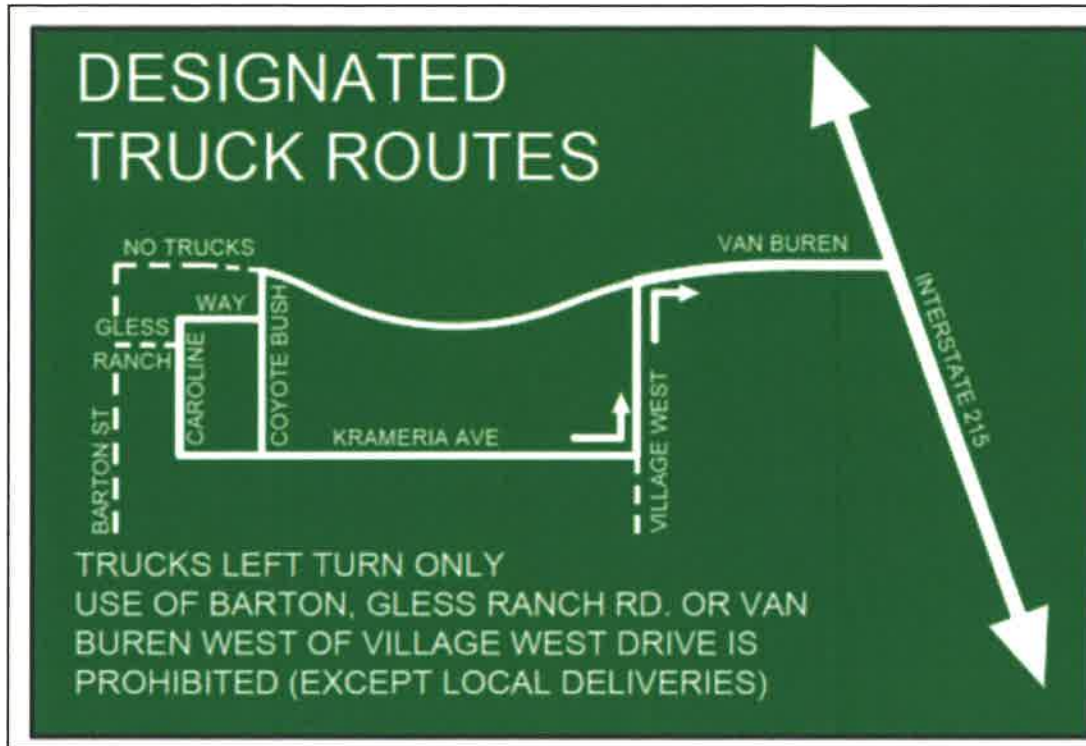 DESIGNATED
TRUCK ROUTES
NO TRUCKS
VAN BUREN
WAY
GLESS
RANCH
CAROLINE
COYOTE BUSH
BARTON ST
KRAMERIA AVE
VILLAGE WEST
INTERSTATE 215
TRUCKS LEFT TURN ONLY
USE OF BARTON, GLESS RANCH RD. OR VAN
BUREN WEST OF VILLAGE WEST DRIVE IS
PROHIBITED (EXCEPT LOCAL DELIVERIES)